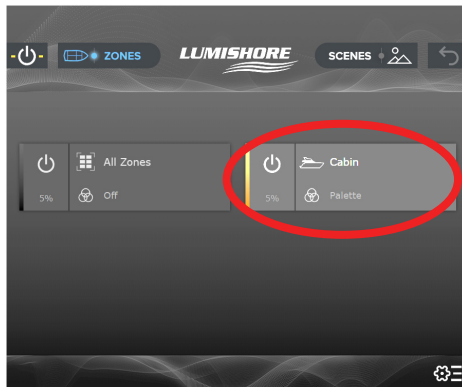 ZONES
LUMISHORE
SCENES
All Zones
5%
Off
Cabin
5%
Palette